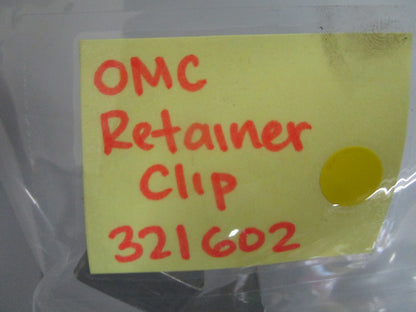 OMC
Retainer
Clip
321602